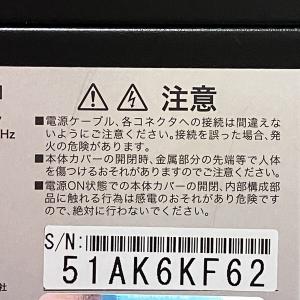 注意
■電源ケーブル、各コネクタへの接続は間違えな
いようにご注意ください。接続を誤った場合、発
火の危険があります。
■本体カバーの開閉時、金属部分の先端等で人体
を傷つけるおそれがありますのでご注意ください。
■電源ON状態での本体カバーの開閉、内部構成部
品に触れる行為は感電のおそれがあり危険ですの
で、絶対に行わないでください。
Hz
S/N:
51AK6KF62